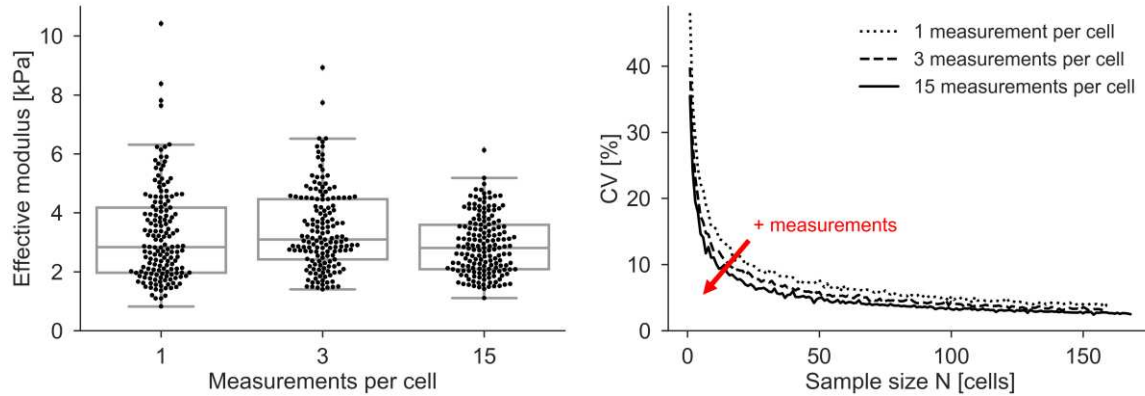 Effective modulus [kPa]
10
8
6
4
2
0
1
3
15
Measurements per cell
CV [%]
40
30
20
10
0
1 measurement per cell
3 measurements per cell
15 measurements per cell
+ measurements
0
50
100
150
Sample size N [cells]